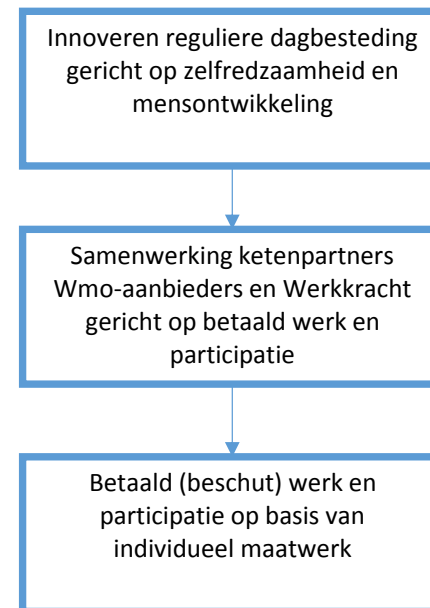 Innoveren reguliere dagbesteding
gericht op zelfredzaamheid en
mensontwikkeling
Samenwerking ketenpartners
Wmo-aanbieders en Werkkracht
gericht op betaald werk en
participatie
Betaald (beschut) werk en
participatie op basis van
individueel maatwerk